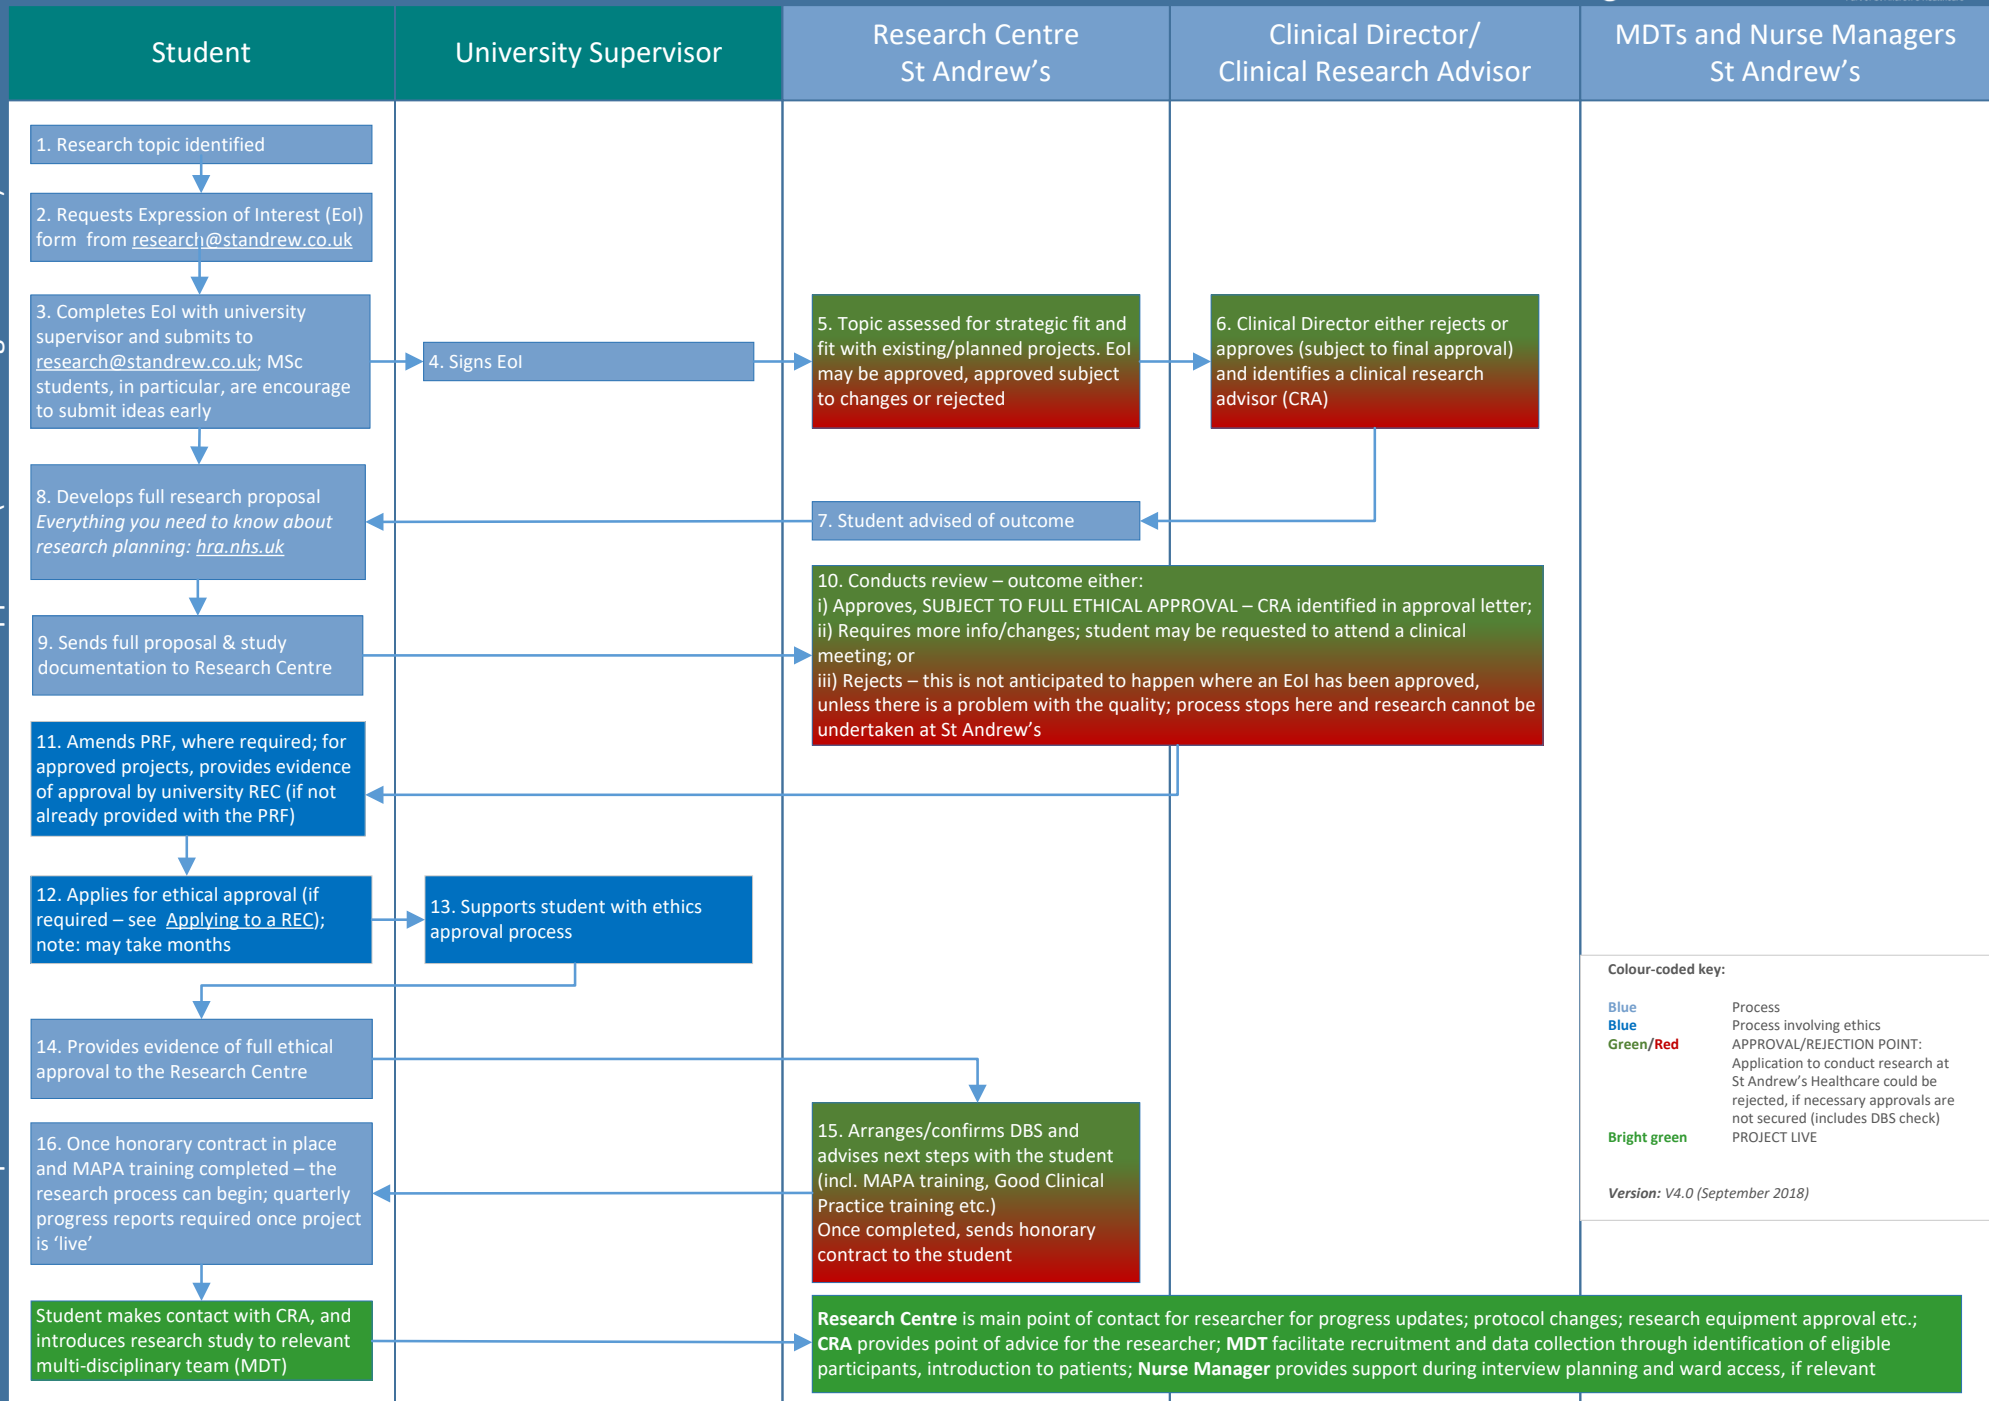 Student
University Supervisor
Research Centre
St Andrew's
Clinical Director/
Clinical Research Advisor
MDTs and Nurse Managers
St Andrew's
1. Research topic identified
2. Requests Expression of Interest (EoI)
form  from research@standrew.co.uk
3. Completes EoI with university
supervisor and submits to
research@standrew.co.uk; MSc
students, in particular, are encourage
to submit ideas early
4. Signs EoI
5. Topic assessed for strategic fit and
fit with existing/planned projects. EoI
may be approved, approved subject
to changes or rejected
6. Clinical Director either rejects or
approves (subject to final approval)
and identifies a clinical research
advisor (CRA)
7. Student advised of outcome
8. Develops full research proposal
Everything you need to know about
research planning: hra.nhs.uk
9. Sends full proposal & study
documentation to Research Centre
10. Conducts review – outcome either:
i) Approves, SUBJECT TO FULL ETHICAL APPROVAL – CRA identified in approval letter;
ii) Requires more info/changes; student may be requested to attend a clinical
meeting; or
iii) Rejects – this is not anticipated to happen where an EoI has been approved,
unless there is a problem with the quality; process stops here and research cannot be
undertaken at St Andrew's
11. Amends PRF, where required; for
approved projects, provides evidence
of approval by university REC (if not
already provided with the PRF)
12. Applies for ethical approval (if
required – see  Applying to a REC);
note: may take months
13. Supports student with ethics
approval process
14. Provides evidence of full ethical
approval to the Research Centre
15. Arranges/confirms DBS and
advises next steps with the student
(incl. MAPA training, Good Clinical
Practice training etc.)
Once completed, sends honorary
contract to the student
16. Once honorary contract in place
and MAPA training completed – the
research process can begin; quarterly
progress reports required once project
is 'live'
Student makes contact with CRA, and
introduces research study to relevant
multi-disciplinary team (MDT)
Research Centre is main point of contact for researcher for progress updates; protocol changes; research equipment approval etc.;
CRA provides point of advice for the researcher; MDT facilitate recruitment and data collection through identification of eligible
participants, introduction to patients; Nurse Manager provides support during interview planning and ward access, if relevant
Colour-coded key:
Blue Process
Blue Process involving ethics
Green/Red APPROVAL/REJECTION POINT:
Application to conduct research at
St Andrew's Healthcare could be
rejected, if necessary approvals are
not secured (includes DBS check)
Bright green PROJECT LIVE
Version: V4.0 (September 2018)